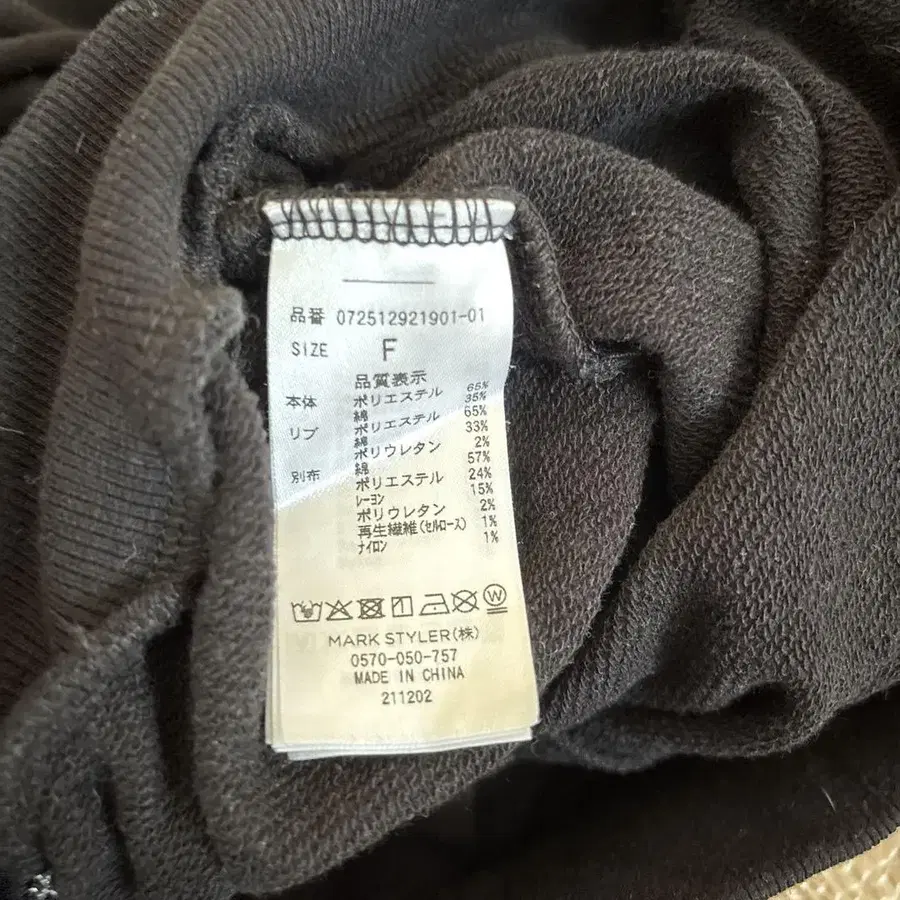 品番 072512921901-01
SIZE F
品質表示
本体 ポリエステル 65%
綿 35%
リブ ポリエステル 65%
綿 33%
ポリウレタン 2%
別布 綿 57%
ポリエステル 24%
レーヨン 15%
ポリウレタン 2%
再生繊維(セルロース) 1%
ナイロン 1%
W
MARK STYLER(株)
0570-050-757
MADE IN CHINA
211202